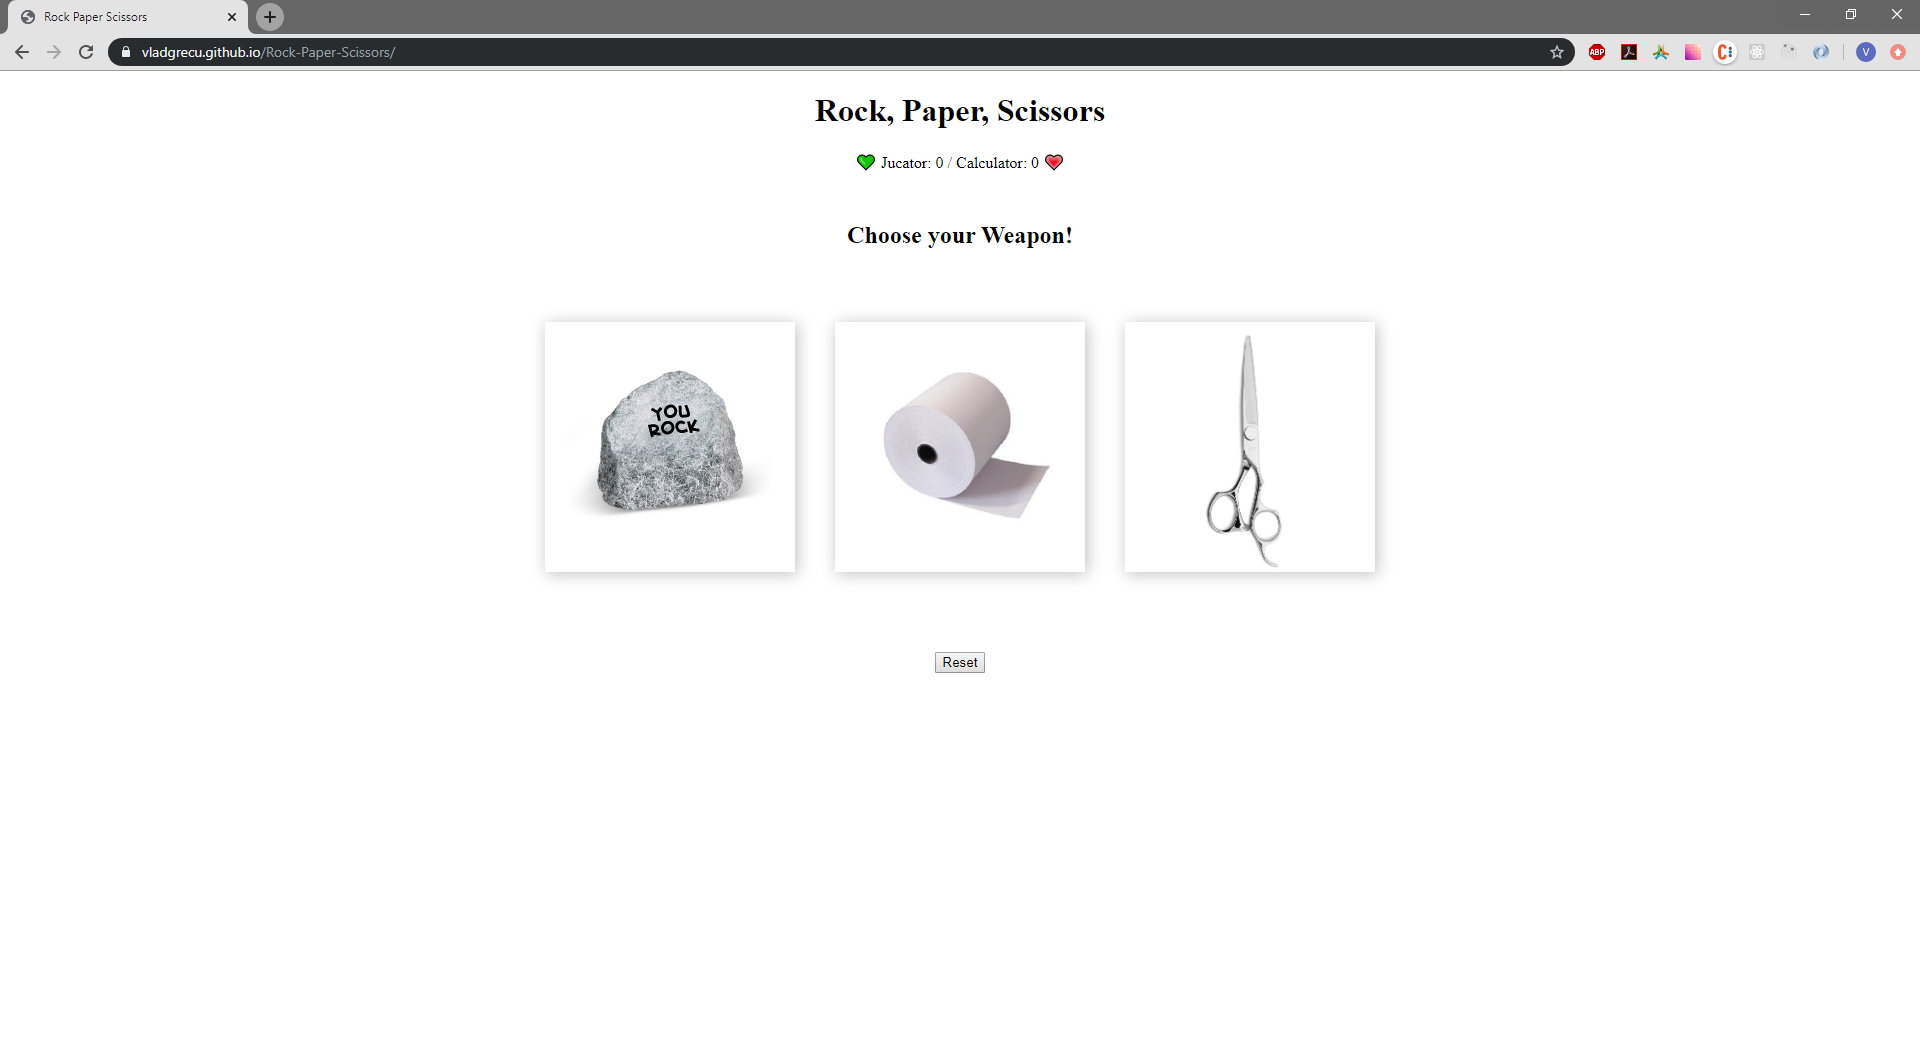 Rock Paper Scissors
vladgrecu.github.io/Rock-Paper-Scissors/
ABP
C
V
Rock, Paper, Scissors
Jucator: 0 / Calculator: 0
Choose your Weapon!
YOU
ROCK
Reset